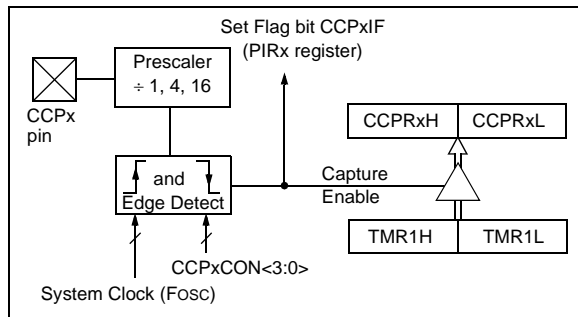 Set Flag bit CCPxIF
(PIRx register)
Prescaler
÷ 1, 4, 16
CCPx
pin
CCPRxH
CCPRxL
and
Edge Detect
Capture
Enable
TMR1H
TMR1L
CCPxCON<3:0>
System Clock (FOSC)